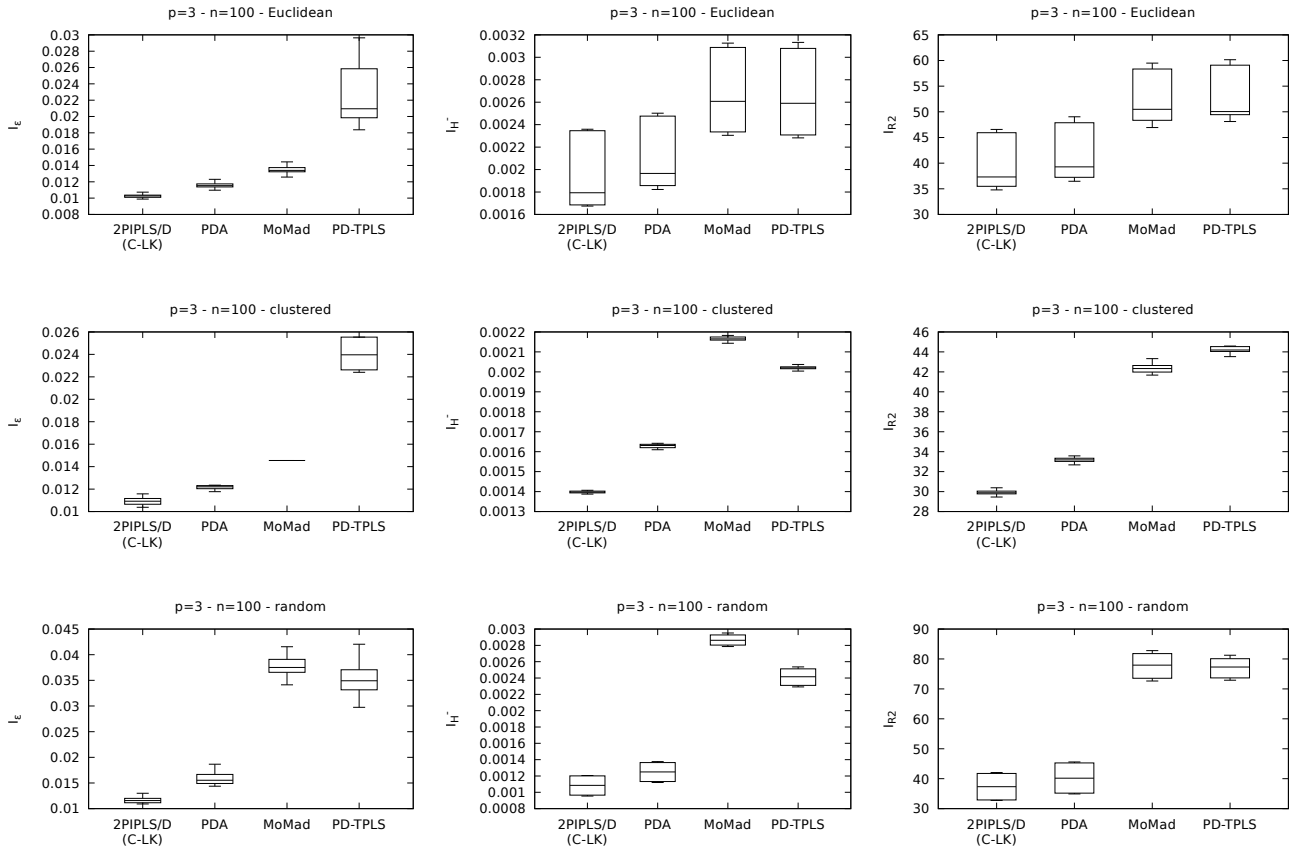 p=3 - n=100 - Euclidean
0.03
0.028
0.026
0.024
0.022
0.02
0.018
0.016
0.014
0.012
0.01
0.008
Iε
2PIPLS/D
(C-LK)
PDA
MoMad
PD-TPLS
p=3 - n=100 - Euclidean
0.0032
0.003
0.0028
0.0026
0.0024
0.0022
0.002
0.0018
0.0016
IH-
2PIPLS/D
(C-LK)
PDA
MoMad
PD-TPLS
p=3 - n=100 - Euclidean
65
60
55
50
45
40
35
30
IR2
2PIPLS/D
(C-LK)
PDA
MoMad
PD-TPLS
p=3 - n=100 - clustered
0.026
0.024
0.022
0.02
0.018
0.016
0.014
0.012
0.01
Iε
2PIPLS/D
(C-LK)
PDA
MoMad
PD-TPLS
p=3 - n=100 - clustered
0.0022
0.0021
0.002
0.0019
0.0018
0.0017
0.0016
0.0015
0.0014
0.0013
IH-
2PIPLS/D
(C-LK)
PDA
MoMad
PD-TPLS
p=3 - n=100 - clustered
46
44
42
40
38
36
34
32
30
28
IR2
2PIPLS/D
(C-LK)
PDA
MoMad
PD-TPLS
p=3 - n=100 - random
0.045
0.04
0.035
0.03
0.025
0.02
0.015
0.01
Iε
2PIPLS/D
(C-LK)
PDA
MoMad
PD-TPLS
p=3 - n=100 - random
0.003
0.0028
0.0026
0.0024
0.0022
0.002
0.0018
0.0016
0.0014
0.0012
0.001
0.0008
IH-
2PIPLS/D
(C-LK)
PDA
MoMad
PD-TPLS
p=3 - n=100 - random
90
80
70
60
50
40
30
IR2
2PIPLS/D
(C-LK)
PDA
MoMad
PD-TPLS